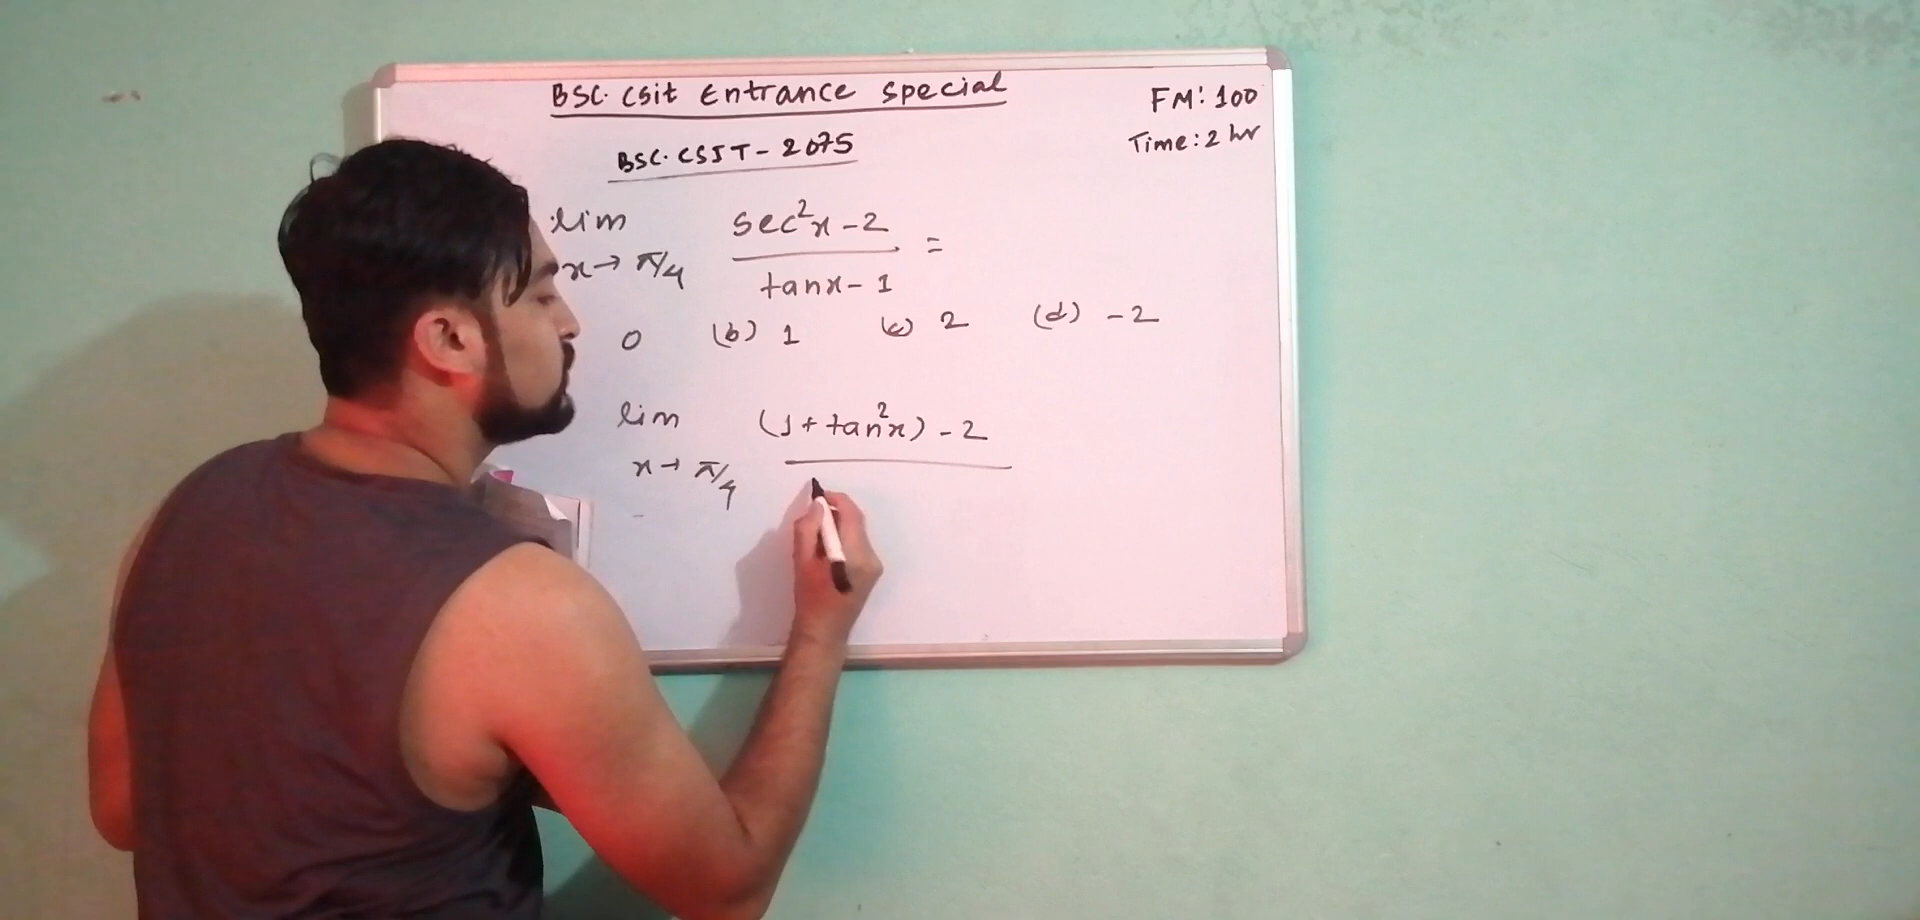 BSC. CSit Entrance special
FM: 100
Time: 2 hr
BSC. CSIT - 2075
lim sec²x - 2
x → π/4 tanx - 1 =
0 (b) 1 (c) 2 (d) -2
lim (1 + tan²x) - 2
x → π/4